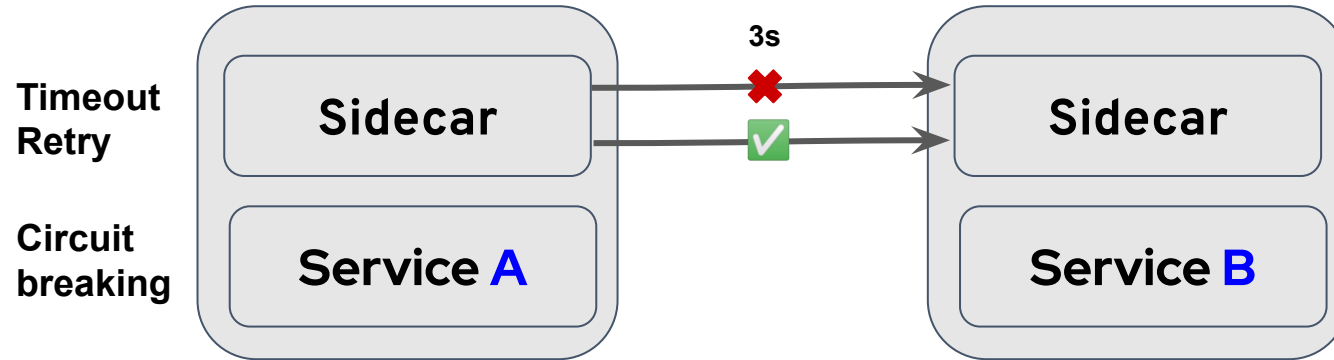 3s
Timeout
Retry
Sidecar
Sidecar
Circuit
breaking
Service A
Service B